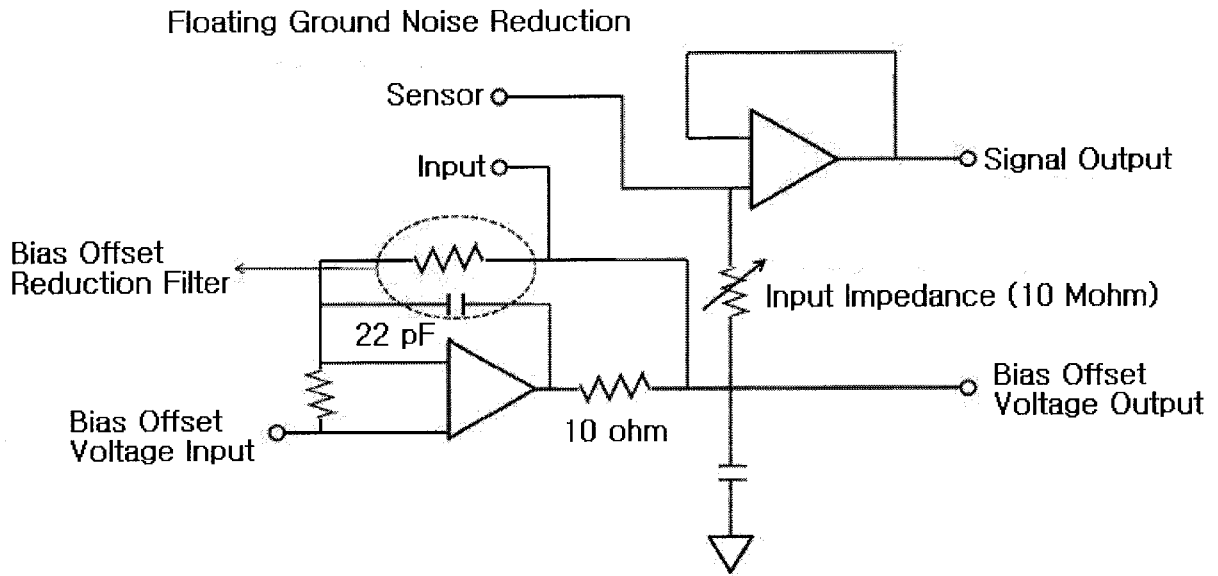 Floating Ground Noise Reduction
Sensor
Signal Output
Input
Bias Offset
Reduction Filter
Input Impedance (10 Mohm)
22 pF
Bias Offset
Voltage Output
Bias Offset
Voltage Input
10 ohm